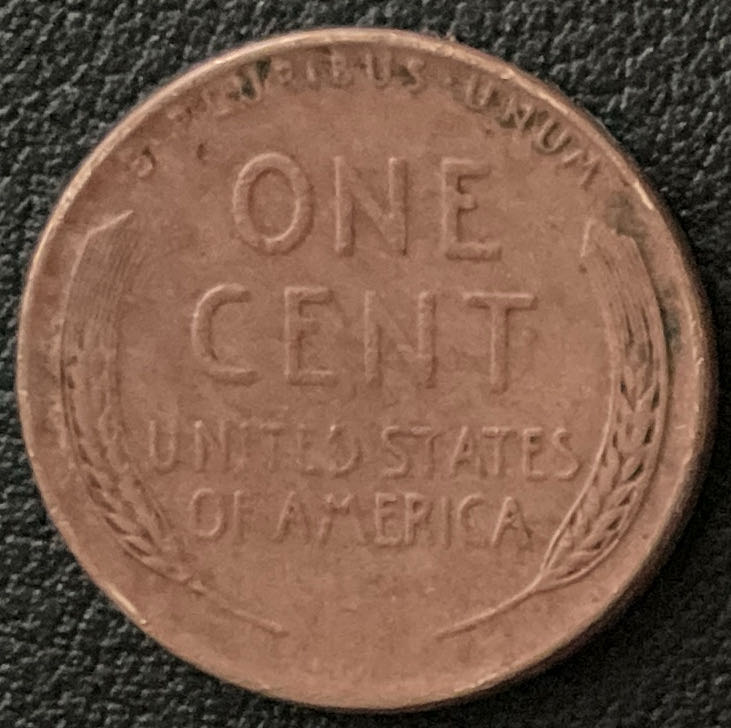 E PLURIBUS UNUM
ONE
CENT
UNITED STATES
OF AMERICA